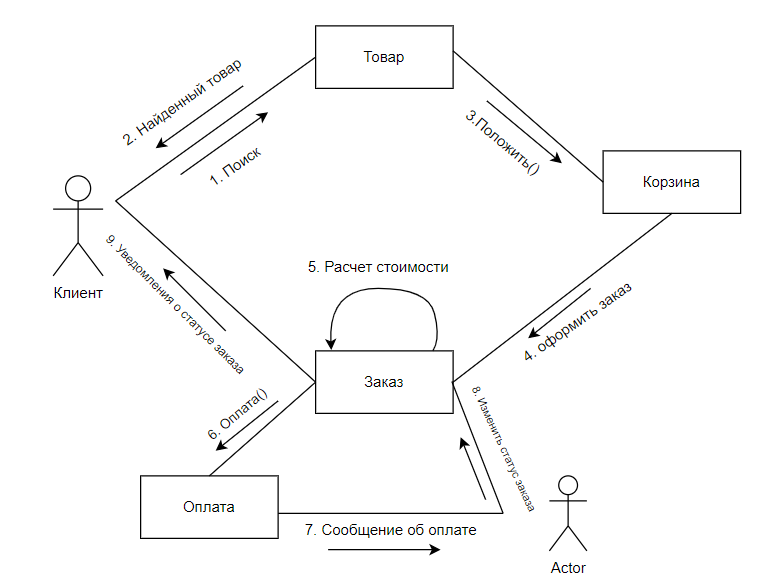 Товар
2. Найденный товар
1. Поиск
3.Положить()
Корзина
Клиент
9. Уведомления о статусе заказа
5. Расчет стоимости
4. оформить заказ
Заказ
6. Оплата()
8. Изменить статус заказа
Оплата
7. Сообщение об оплате
Actor